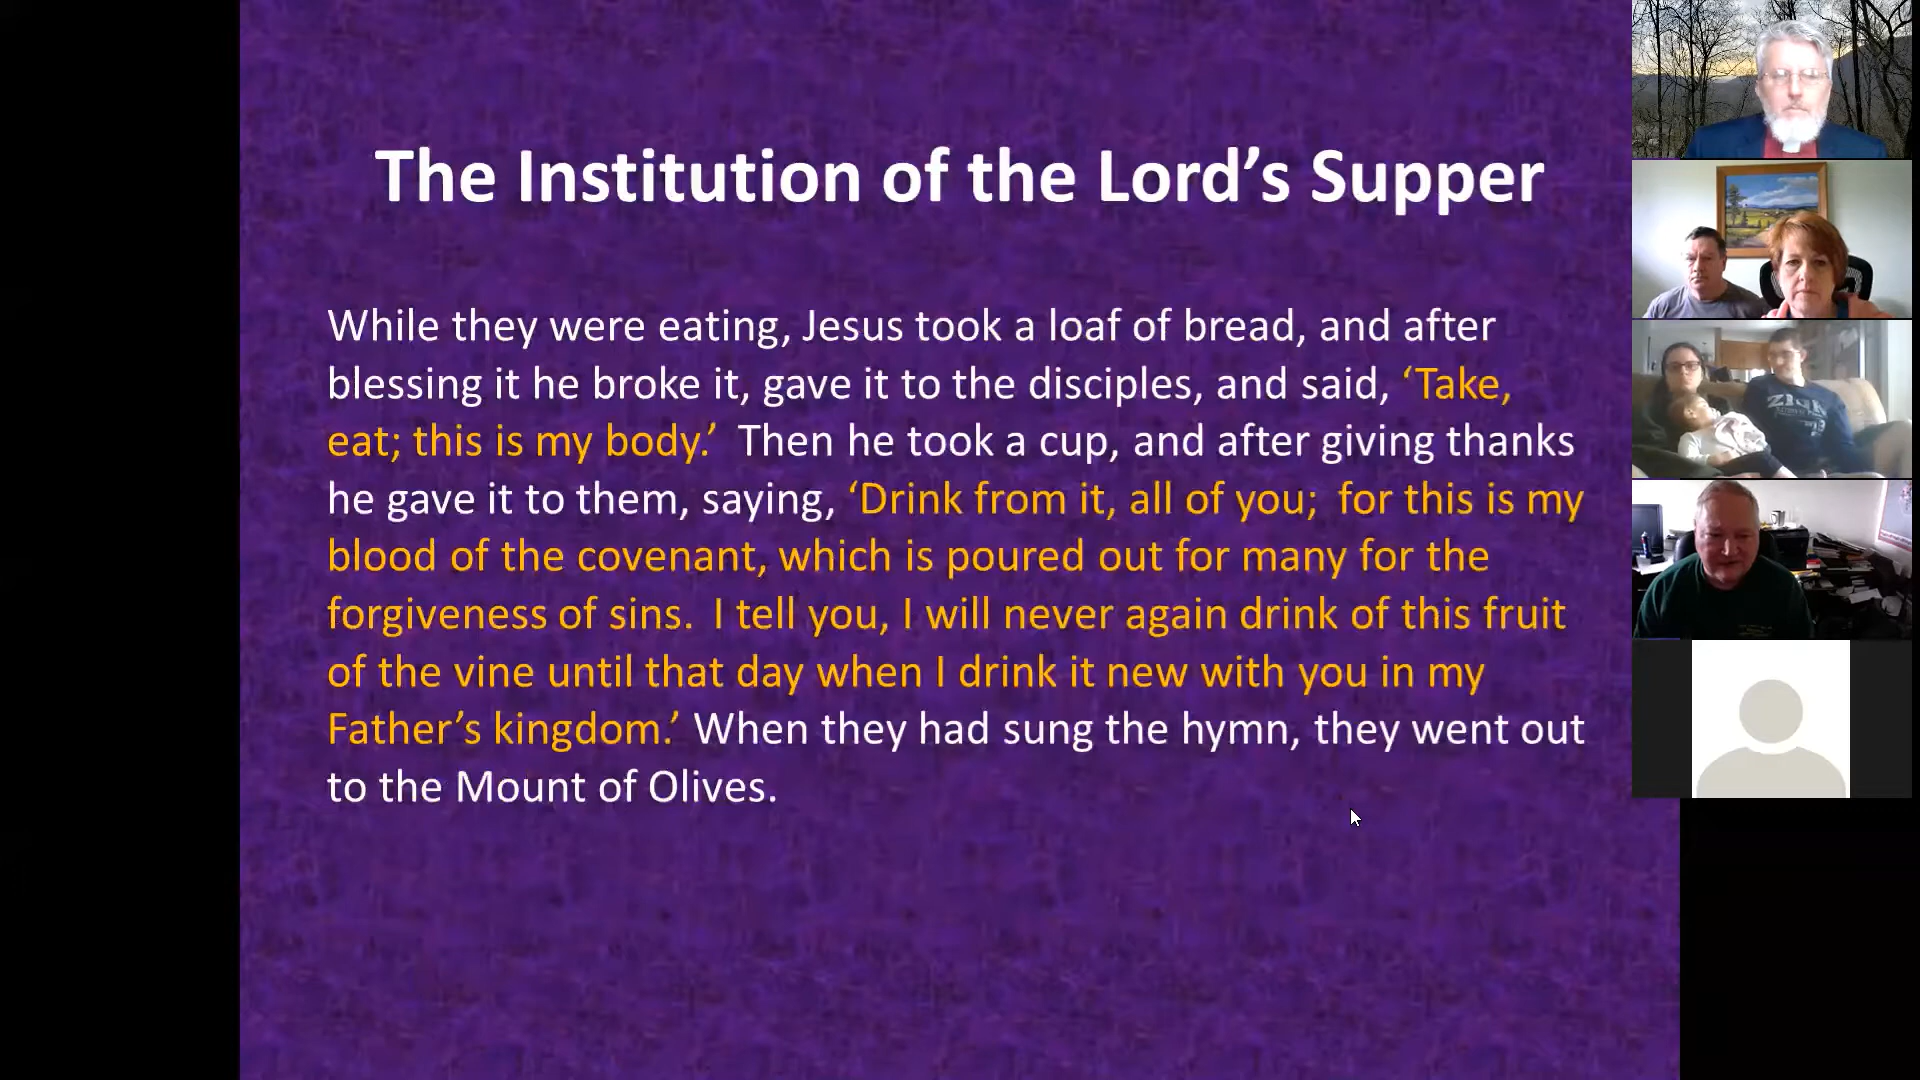 The Institution of the Lord’s Supper
While they were eating, Jesus took a loaf of bread, and after
blessing it he broke it, gave it to the disciples, and said, ‘Take,
eat; this is my body.’ Then he took a cup, and after giving thanks
he gave it to them, saying, ‘Drink from it, all of you; for this is my
blood of the covenant, which is poured out for many for the
forgiveness of sins. I tell you, I will never again drink of this fruit
of the vine until that day when I drink it new with you in my
Father’s kingdom.’ When they had sung the hymn, they went out
to the Mount of Olives.